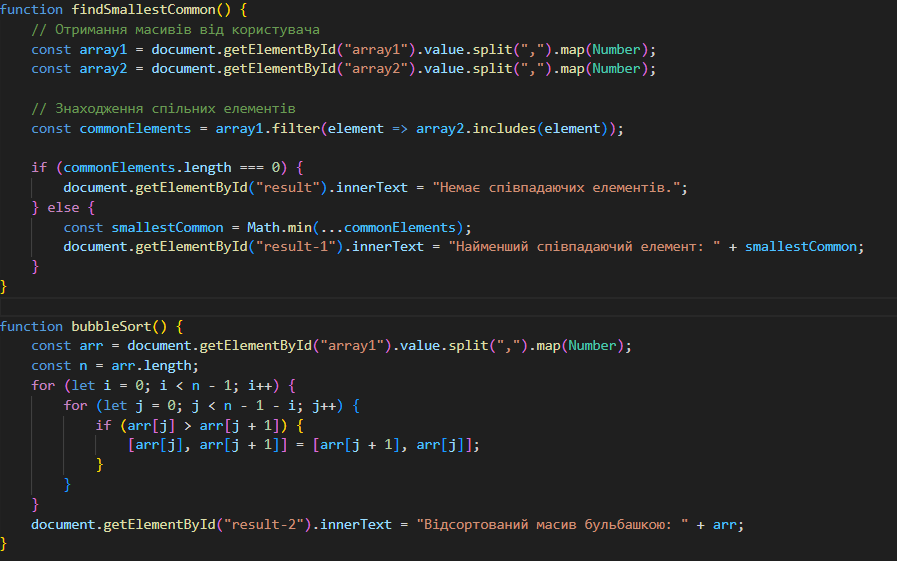 function findSmallestCommon() {
// Отримання масивів від користувача
const array1 = document.getElementById("array1").value.split(",").map(Number);
const array2 = document.getElementById("array2").value.split(",").map(Number);
// Знаходження спільних елементів
const commonElements = array1.filter(element => array2.includes(element));
if (commonElements.length === 0) {
document.getElementById("result").innerText = "Немає співпадаючих елементів.";
} else {
const smallestCommon = Math.min(...commonElements);
document.getElementById("result-1").innerText = "Найменший співпадаючий елемент: " + smallestCommon;
}
}
function bubbleSort() {
const arr = document.getElementById("array1").value.split(",").map(Number);
const n = arr.length;
for (let i = 0; i < n - 1; i++) {
for (let j = 0; j < n - 1 - i; j++) {
if (arr[j] > arr[j + 1]) {
[arr[j], arr[j + 1]] = [arr[j + 1], arr[j]];
}
}
}
document.getElementById("result-2").innerText = "Відсортований масив бульбашкою: " + arr;
}